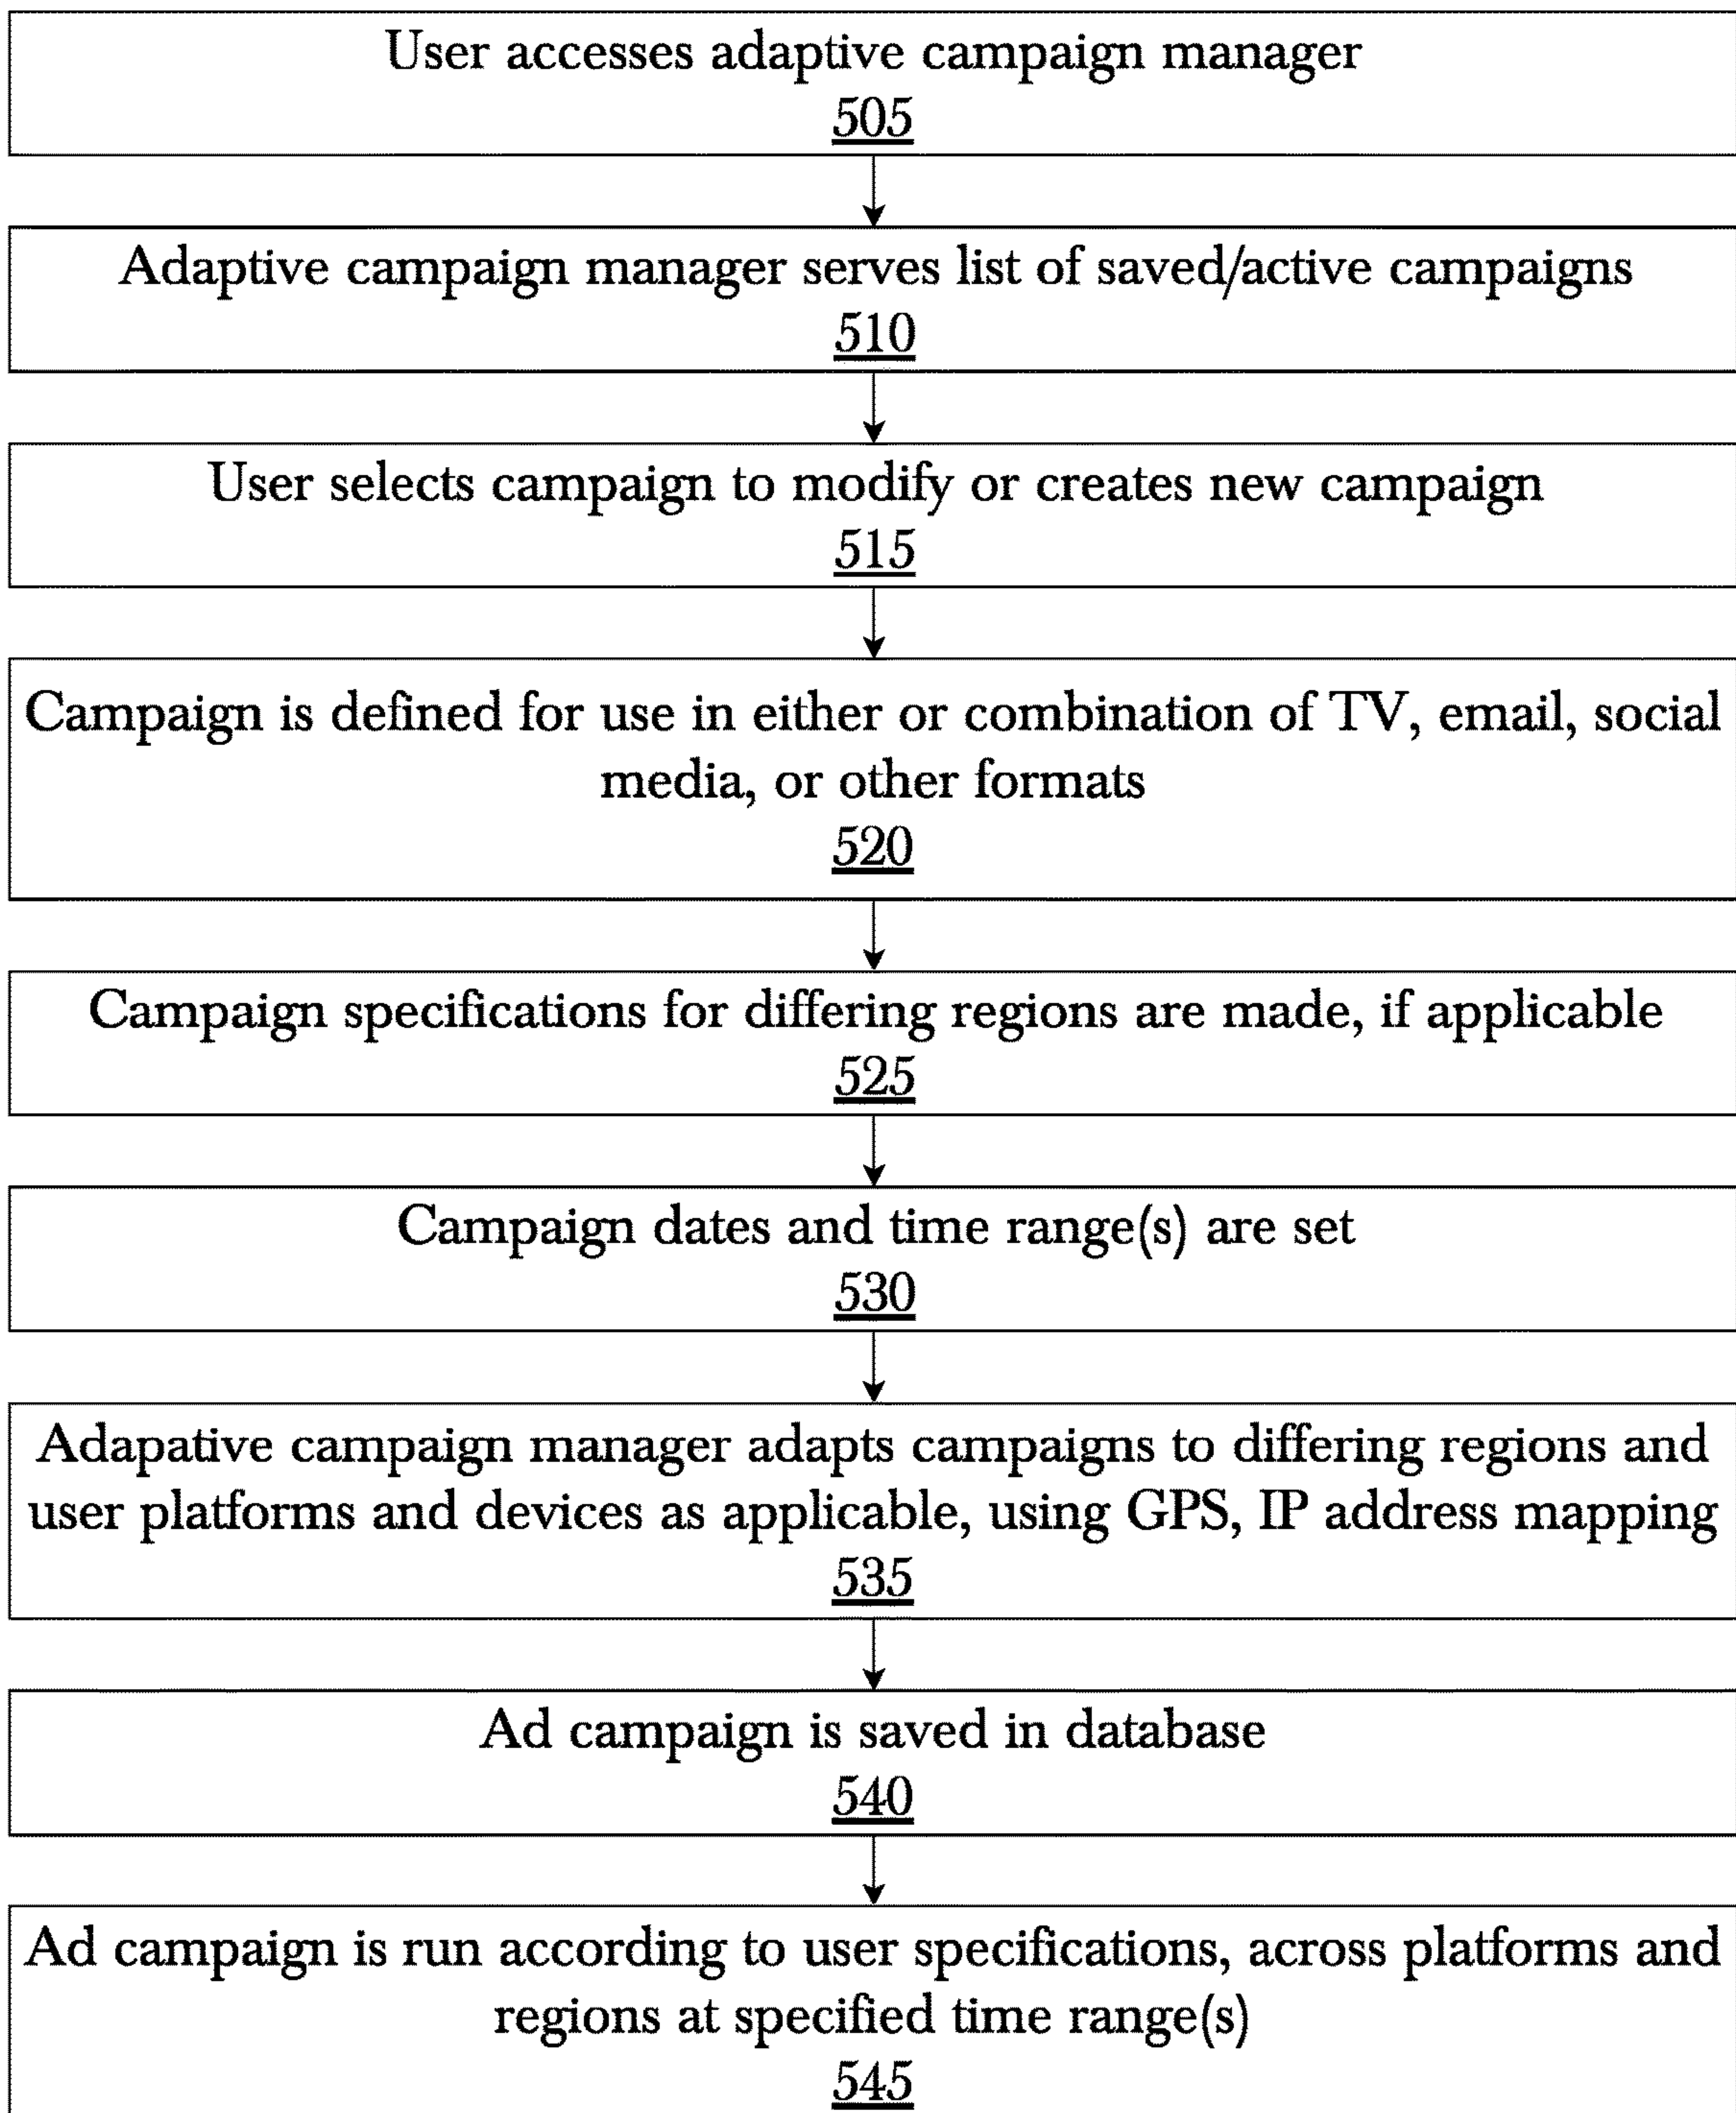 User accesses adaptive campaign manager
505
Adaptive campaign manager serves list of saved/active campaigns
510
User selects campaign to modify or creates new campaign
515
Campaign is defined for use in either or combination of TV, email, social
media, or other formats
520
Campaign specifications for differing regions are made, if applicable
525
Campaign dates and time range(s) are set
530
Adapative campaign manager adapts campaigns to differing regions and
user platforms and devices as applicable, using GPS, IP address mapping
535
Ad campaign is saved in database
540
Ad campaign is run according to user specifications, across platforms and
regions at specified time range(s)
545